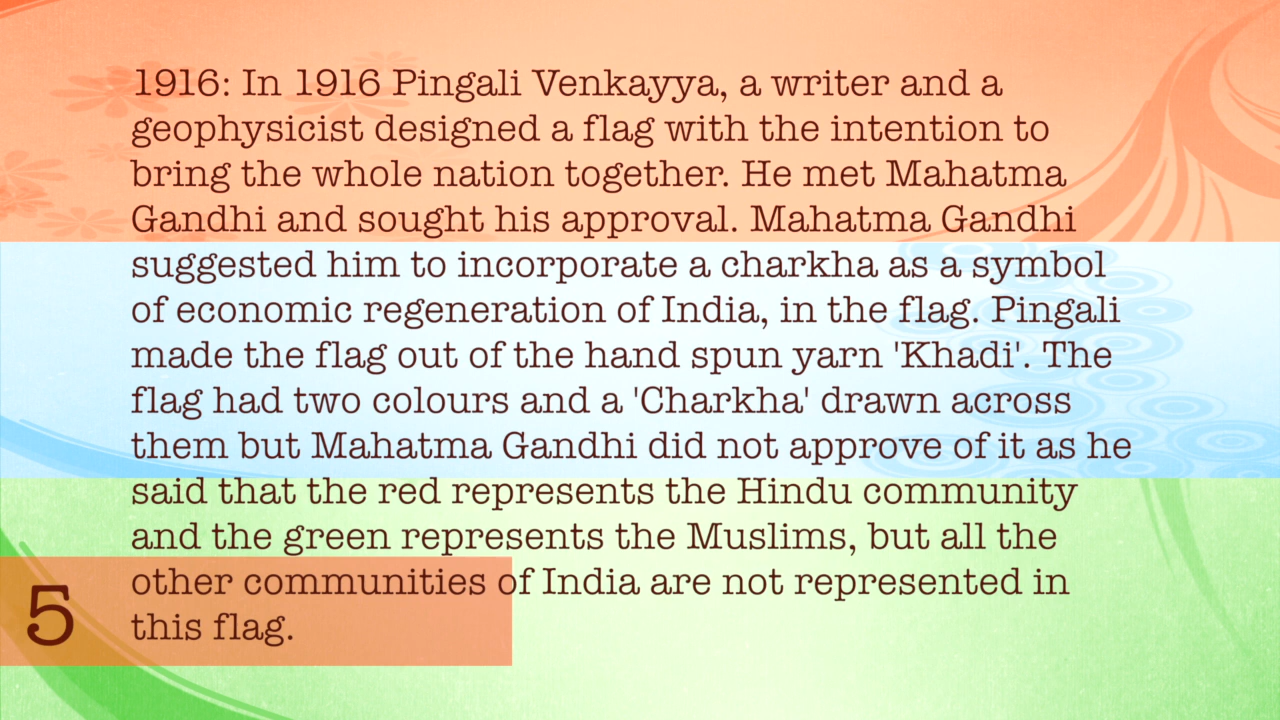 1916: In 1916 Pingali Venkayya, a writer and a
geophysicist designed a flag with the intention to
bring the whole nation together. He met Mahatma
Gandhi and sought his approval. Mahatma Gandhi
suggested him to incorporate a charkha as a symbol
of economic regeneration of India, in the flag. Pingali
made the flag out of the hand spun yarn 'Khadi'. The
flag had two colours and a 'Charkha' drawn across
them but Mahatma Gandhi did not approve of it as he
said that the red represents the Hindu community
and the green represents the Muslims, but all the
other communities of India are not represented in
this flag.
5